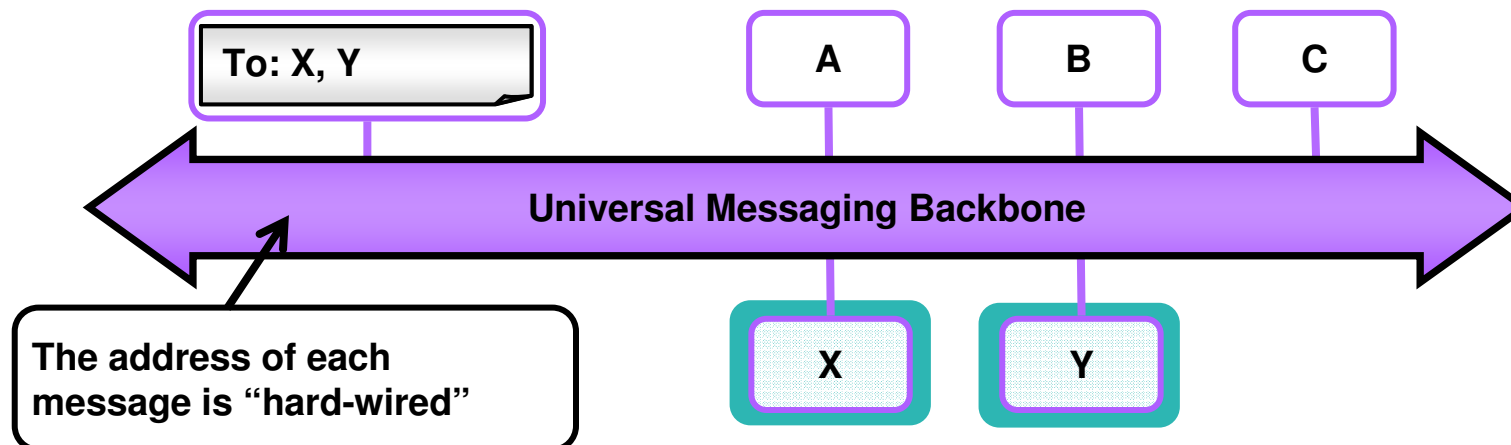 To: X, Y
A
B
C
Universal Messaging Backbone
The address of each
message is “hard-wired”
X
Y